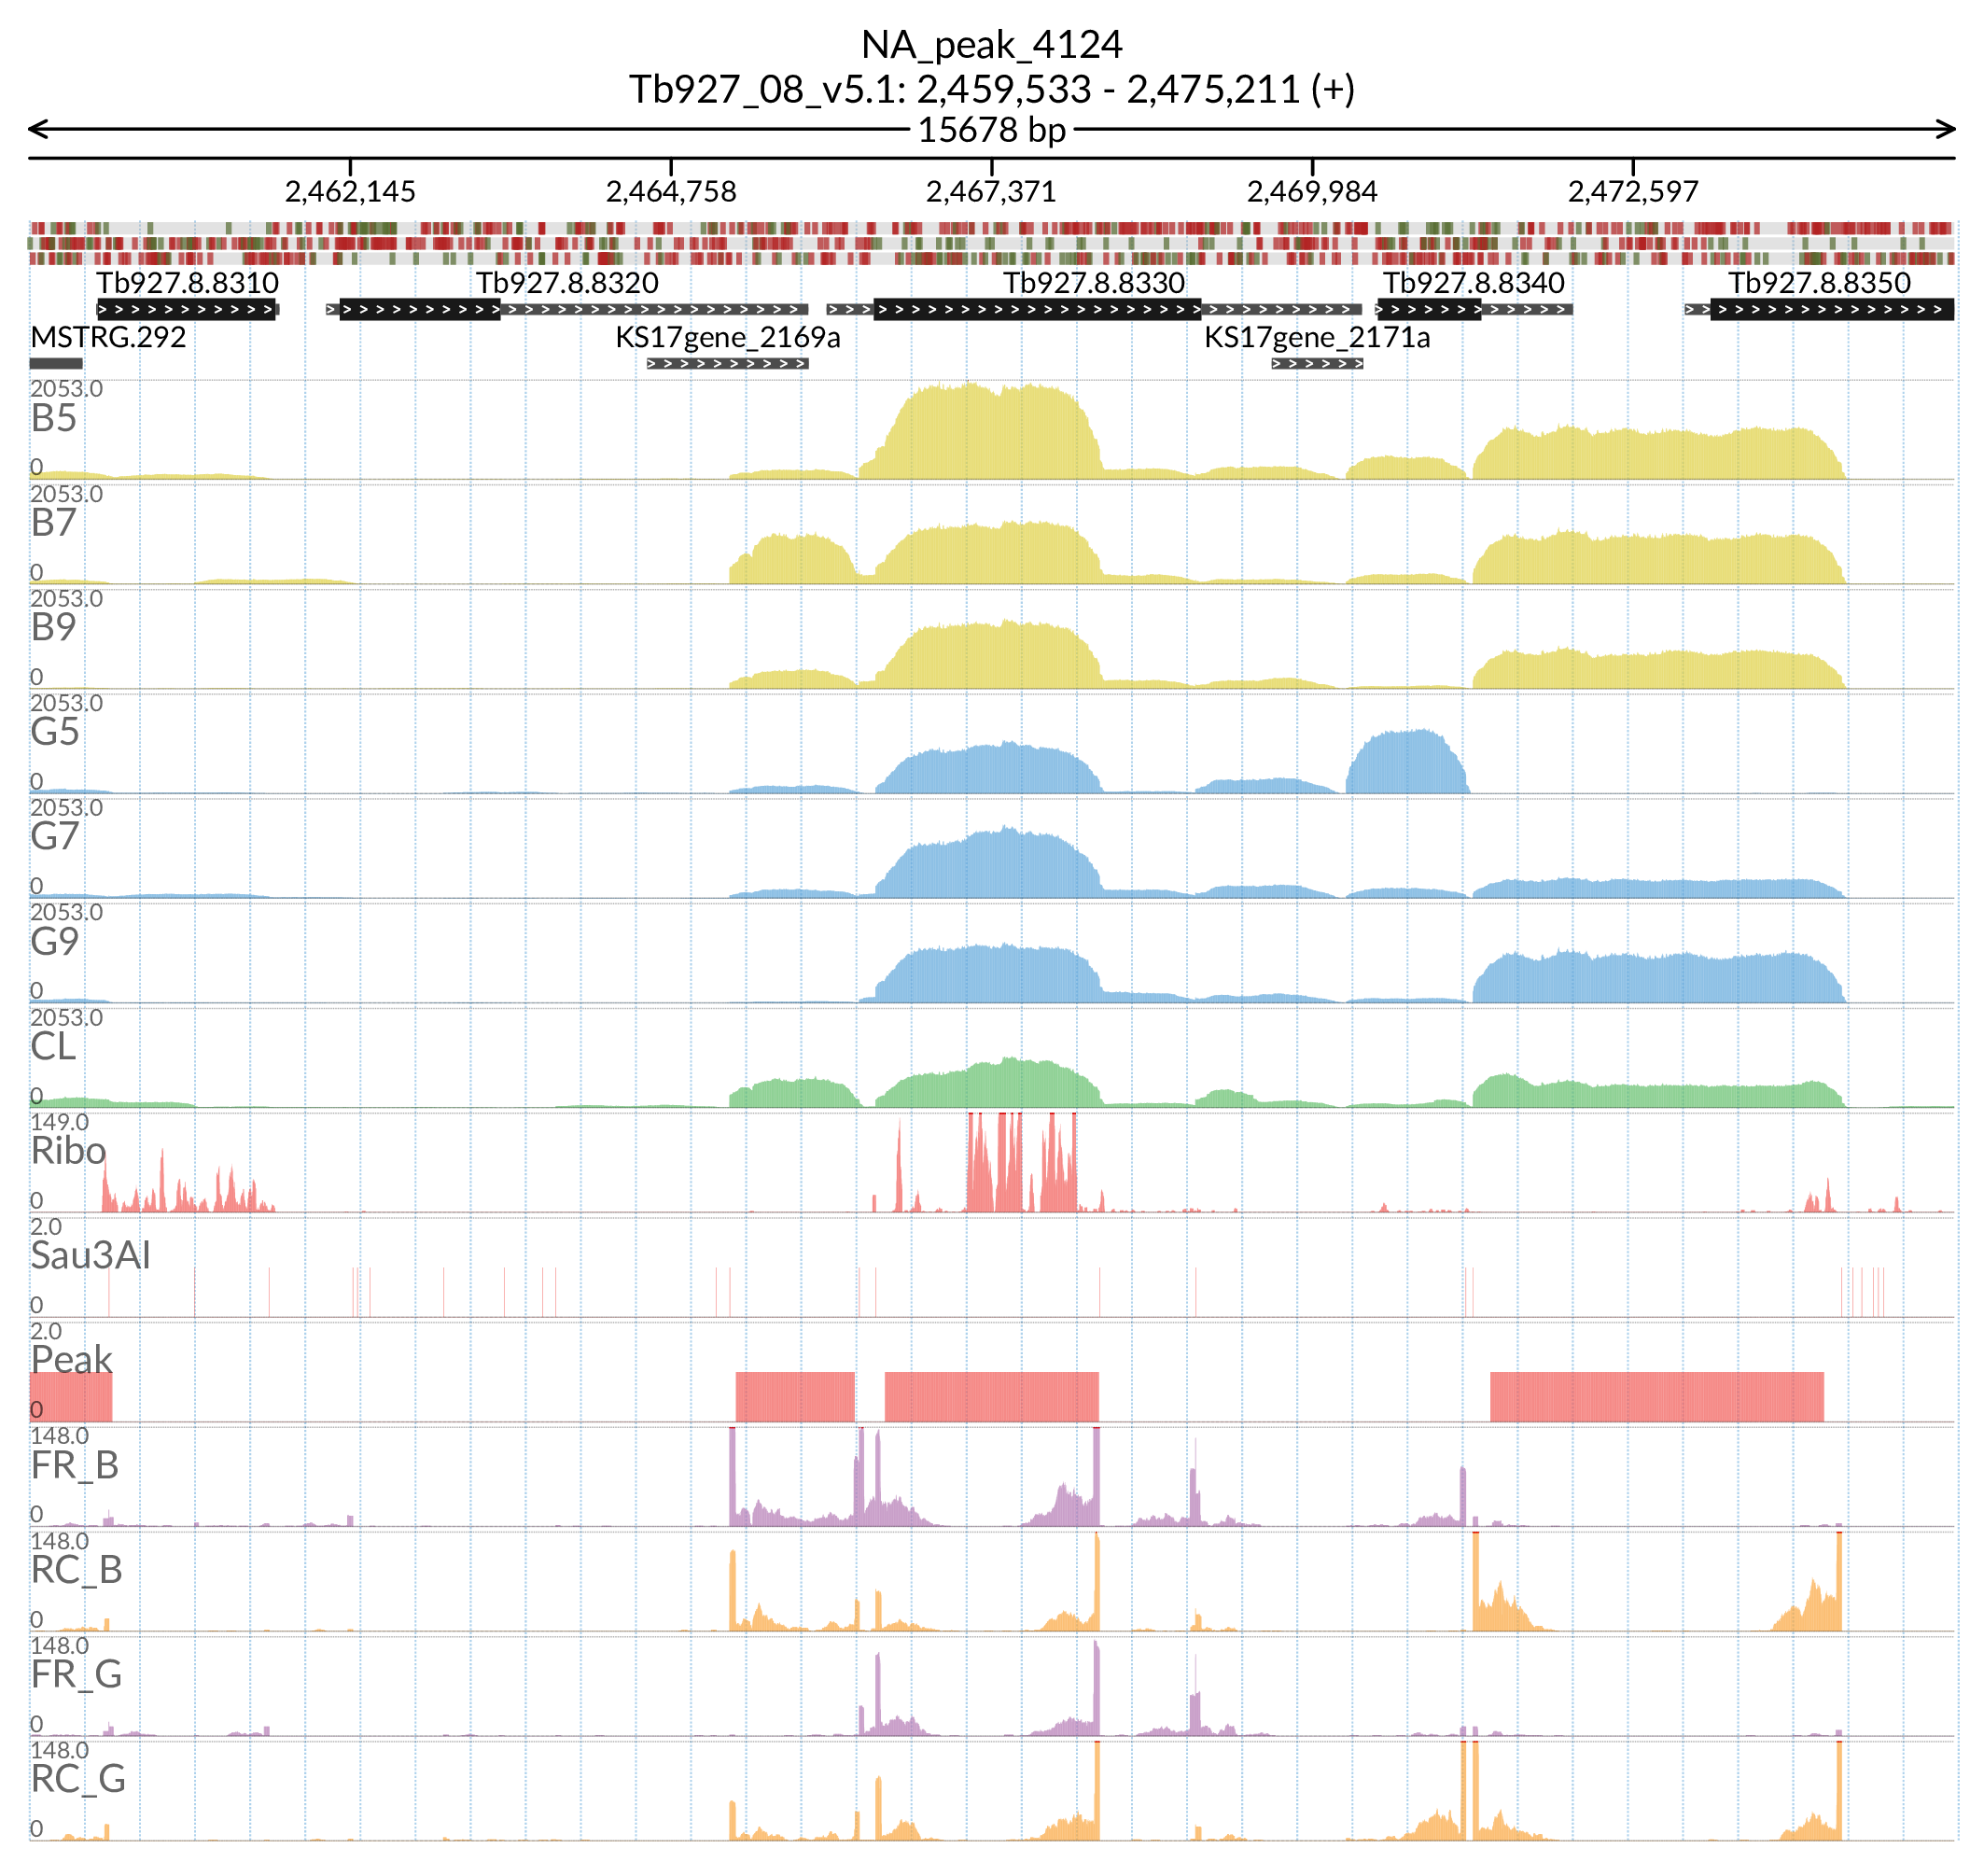 NA_peak_4124
Tb927_08_v5.1: 2,459,533 - 2,475,211 (+)
15678 bp
2,462,145 2,464,758 2,467,371 2,469,984 2,472,597
Tb927.8.8310 Tb927.8.8320 Tb927.8.8330 Tb927.8.8340 Tb927.8.8350
MSTRG.292 KS17gene_2169a KS17gene_2171a
2053.0
B5
0
2053.0
B7
0
2053.0
B9
0
2053.0
G5
0
2053.0
G7
0
2053.0
G9
0
2053.0
CL
0
149.0
Ribo
0
2.0
Sau3AI
0
2.0
Peak
0
148.0
FR_B
0
148.0
RC_B
0
148.0
FR_G
0
148.0
RC_G
0